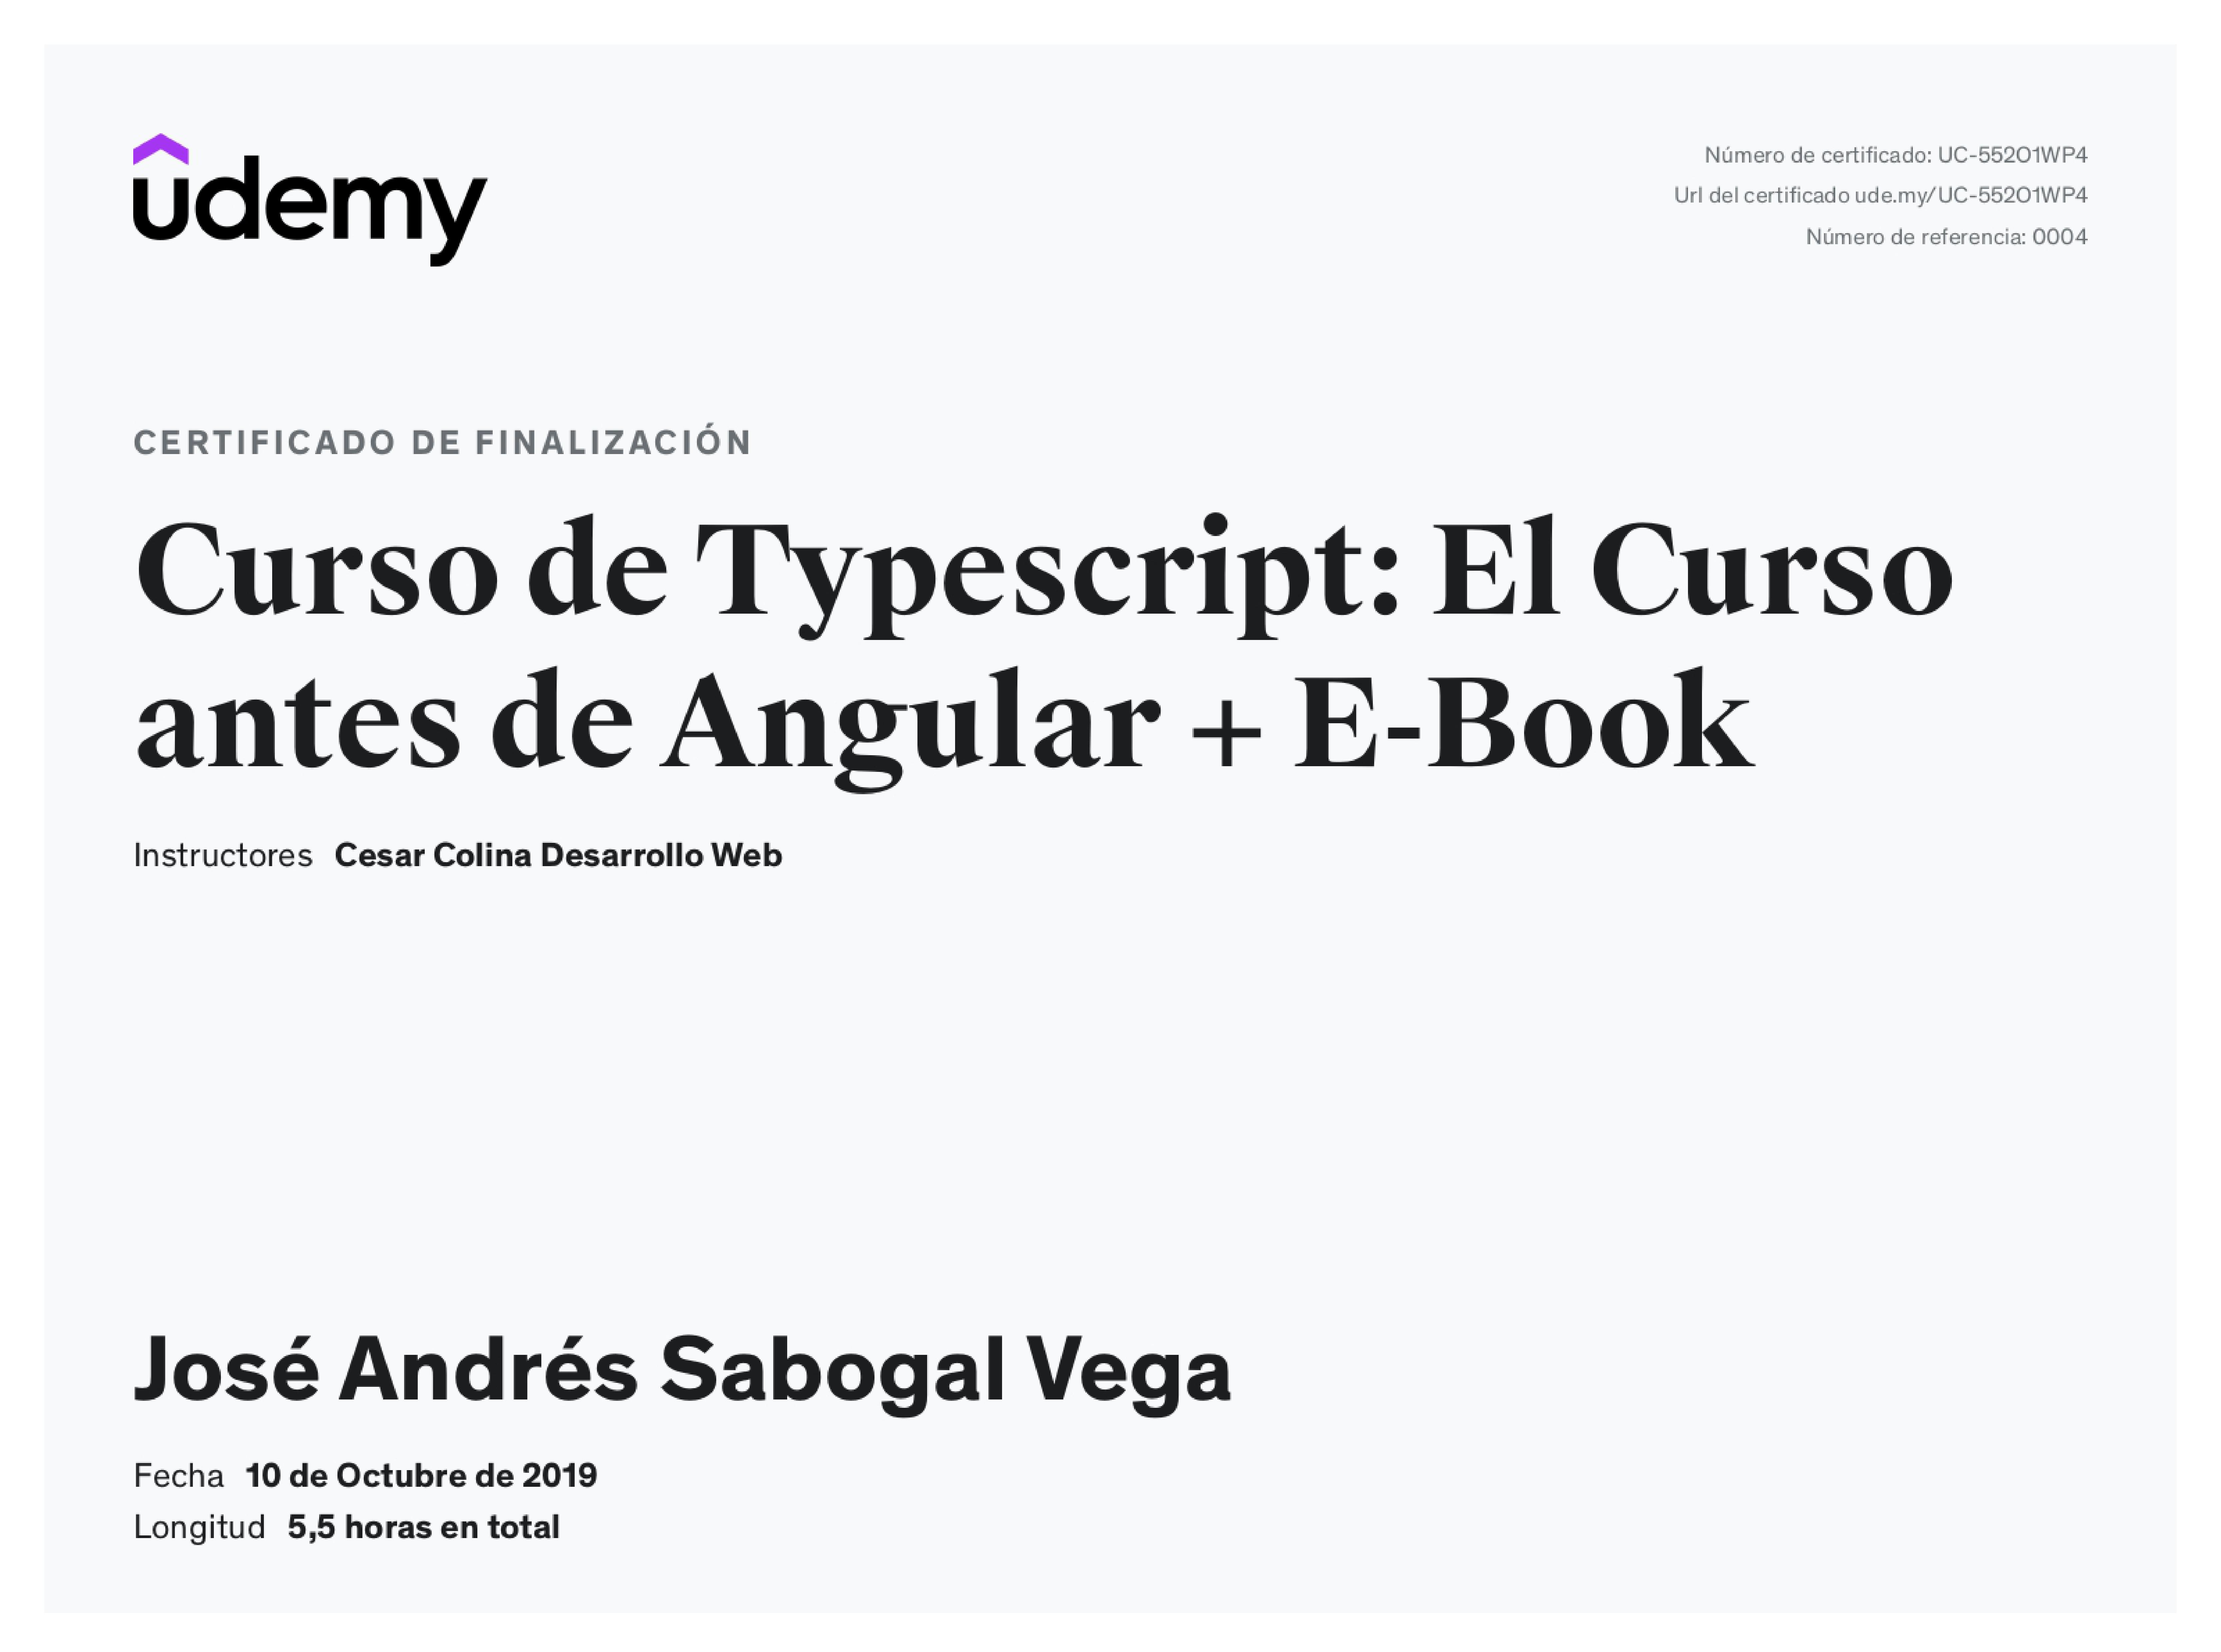 udemy
Número de certificado: UC-552O1WP4
Url del certificado ude.my/UC-552O1WP4
Número de referencia: 0004
CERTIFICADO DE FINALIZACIÓN
Curso de Typescript: El Curso
antes de Angular + E-Book
Instructores Cesar Colina Desarrollo Web
José Andrés Sabogal Vega
Fecha 10 de Octubre de 2019
Longitud 5,5 horas en total